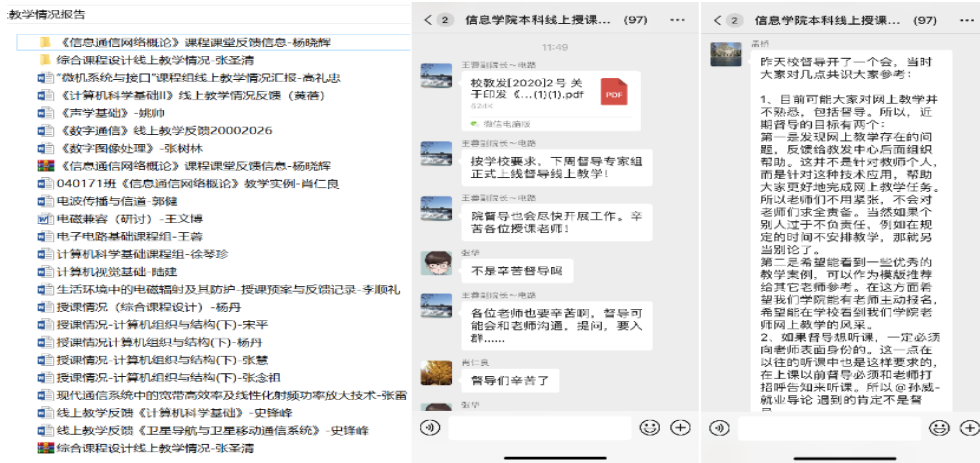 教学情况报告
《信息通信网络概论》课程课堂反馈信息-杨晓辉
综合课程设计线上教学情况-张圣清
"微机系统与接口"课程组线上教学情况汇报-高礼忠
《计算机科学基础II》线上教学情况反馈（黄蓓）
《声学基础》-姚帅
《数字通信》线上教学反馈20002026
《数字图像处理》-张树林
《信息通信网络概论》课程课堂反馈信息-杨晓辉
040171班《信息通信网络概论》教学实例-肖仁良
电波传播与信道-郭健
电磁兼容（研讨）-王文博
电子电路基础课程组-王蓉
计算机科学基础课程组-徐琴珍
计算机视觉基础-陆建
生活环境中的电磁辐射及其防护-授课预案与反馈记录-李顺礼
授课情况（综合课程设计）-杨丹
授课情况-计算机组织与结构(下)-宋平
授课情况计算机组织与结构(下)-杨丹
授课情况-计算机组织与结构(下)-张慧
授课情况-计算机组织与结构(下)-张念祖
现代通信系统中的宽带高效率及线性化射频功率放大技术-张雷
线上教学反馈《计算机科学基础》-史锋峰
线上教学反馈《卫星导航与卫星移动通信系统》-史锋峰
综合课程设计线上教学情况-张圣清
2 信息学院本科线上授课... (97)
11:49
王蓉副院长～电路
校教发[2020]2号 关
于印发《...(1)(1).pdf
624K
PDF
微信电脑版
王蓉副院长～电路
按学校要求，下周督导专家组
正式上线督导线上教学！
王蓉副院长～电路
院督导也会尽快开展工作。辛
苦各位授课老师！
张华
不是辛苦督导吗
王蓉副院长～电路
各位老师也要辛苦啊，督导可
能会和老师沟通，提问，要入
群……
肖仁良
督导们辛苦了
张华
2 信息学院本科线上授课... (97)
孟桥
昨天校督导开了一个会，当时
大家对几点共识大家参考：
1、目前可能大家对网上教学并
不熟悉，包括督导。所以，近
期督导的目标有两个：
第一是发现网上教学存在的问
题，反馈给教发中心后面组织
帮助。这并不是针对教师个人，
而是针对这种技术应用，帮助
大家更好地完成网上教学任务。
所以老师们不用紧张，不会对
老师们求全责备。当然如果个
别人过于不负责任，例如在规
定的时间不安排教学，那就另
当别论了。
第二是希望能看到一些优秀的
教学案例，可以作为模版推荐
给其它老师参考。在这方面希
望我们学院能有老师主动报名，
希望能在学校看到我们学院老
师网上教学的风采。
2、如果督导想听课，一定必须
向老师表面身份的。这一点在
以往的听课中也是这样要求的，
在上课以前督导必须和老师打
招呼告知来听课。所以@孙威-
就业导论 遇到的肯定不是督